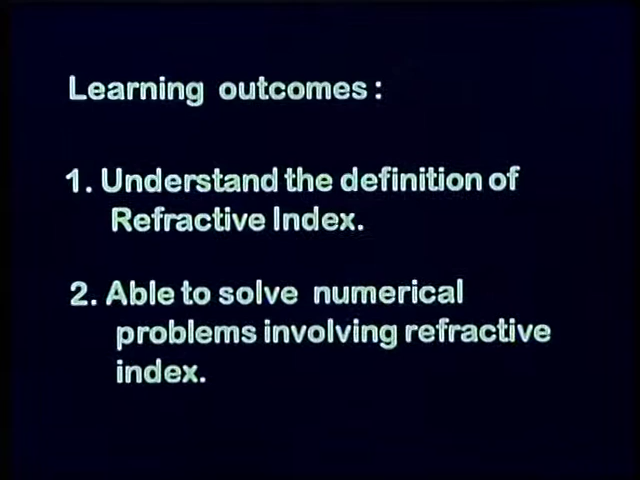 Learning outcomes :
1. Understand the definition of
Refractive Index.
2. Able to solve numerical
problems involving refractive
index.